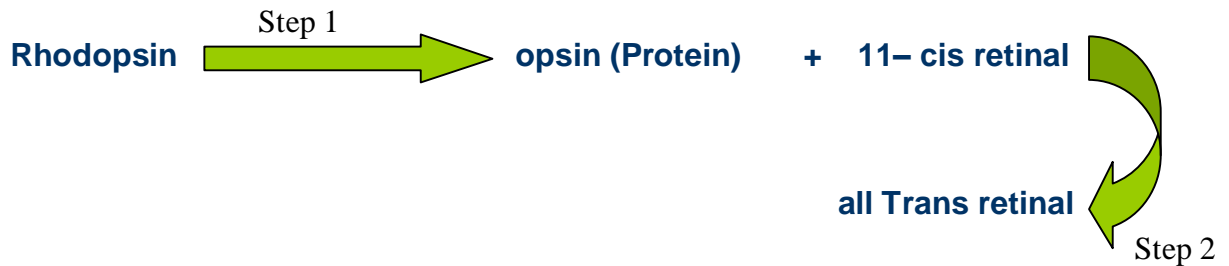 Step 1
Rhodopsin opsin (Protein) + 11– cis retinal
all Trans retinal
Step 2